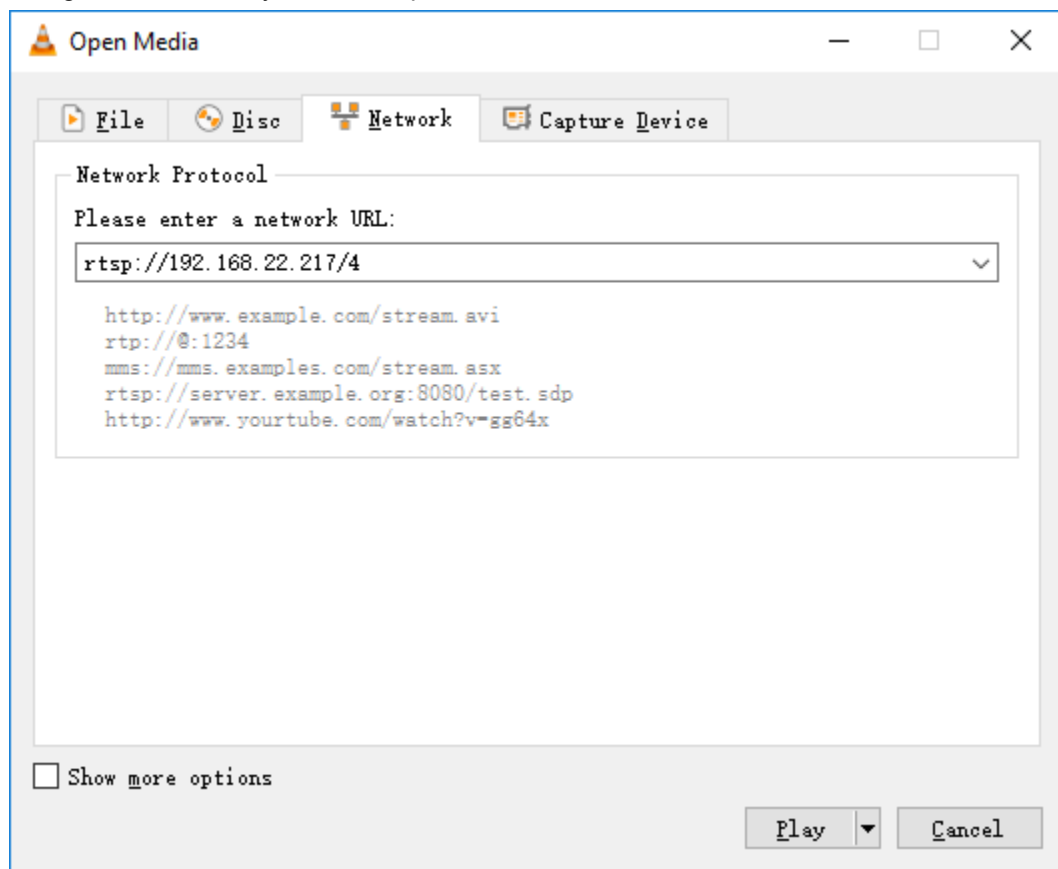 Open Media
File Disc Network Capture Device
Network Protocol
Please enter a network URL:
rtsp://192.168.22.217/4
http://www.example.com/stream.avi
rtp://@:1234
mms://mms.examples.com/stream.asx
rtsp://server.example.org:8080/test.sdp
http://www.yourtube.com/watch?v=gg64x
Show more options
Play Cancel